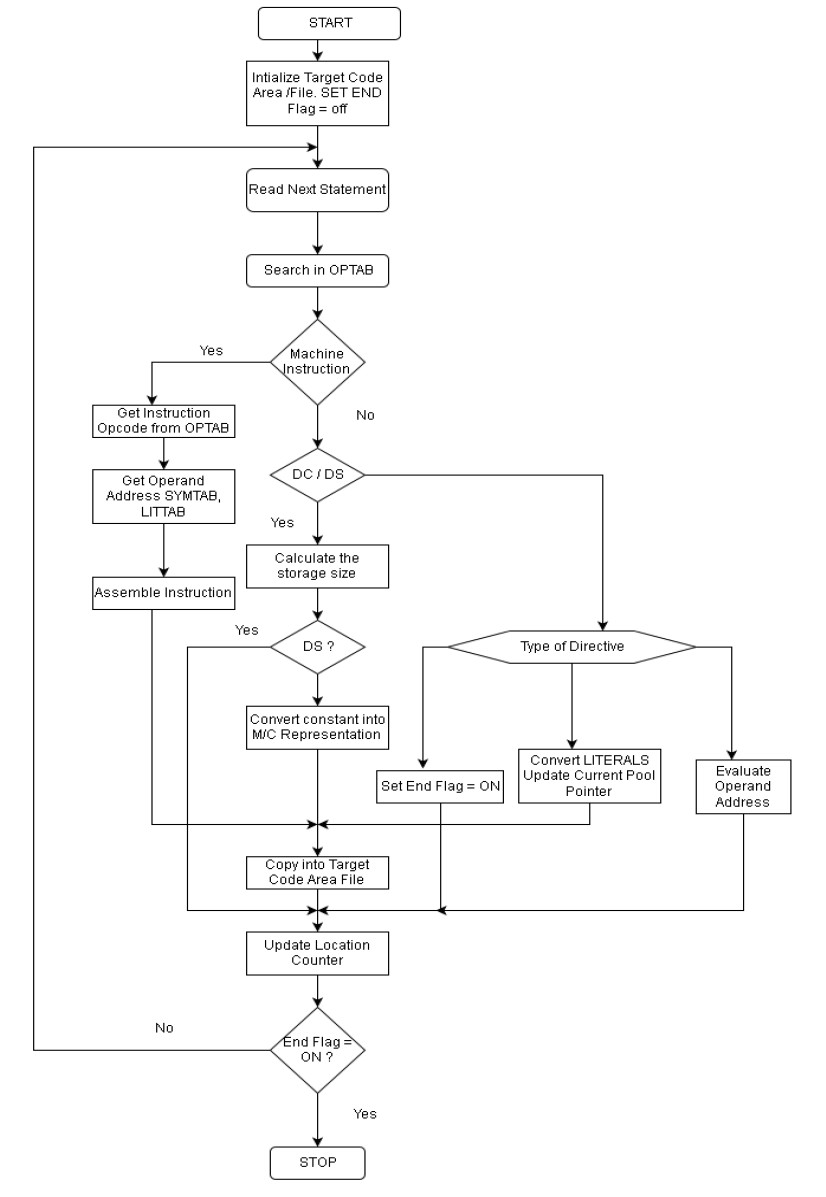 START
Intialize Target Code
Area /File. SET END
Flag = off
Read Next Statement
Search in OPTAB
Yes
Machine
Instruction
No
Get Instruction
Opcode from OPTAB
Get Operand
Address SYMTAB,
LITTAB
Assemble Instruction
DC / DS
Yes
Calculate the
storage size
Yes
DS ?
Convert constant into
M/C Representation
Type of Directive
Set End Flag = ON
Convert LITERALS
Update Current Pool
Pointer
Evaluate
Operand
Address
Copy into Target
Code Area File
Update Location
Counter
No
End Flag =
ON ?
Yes
STOP